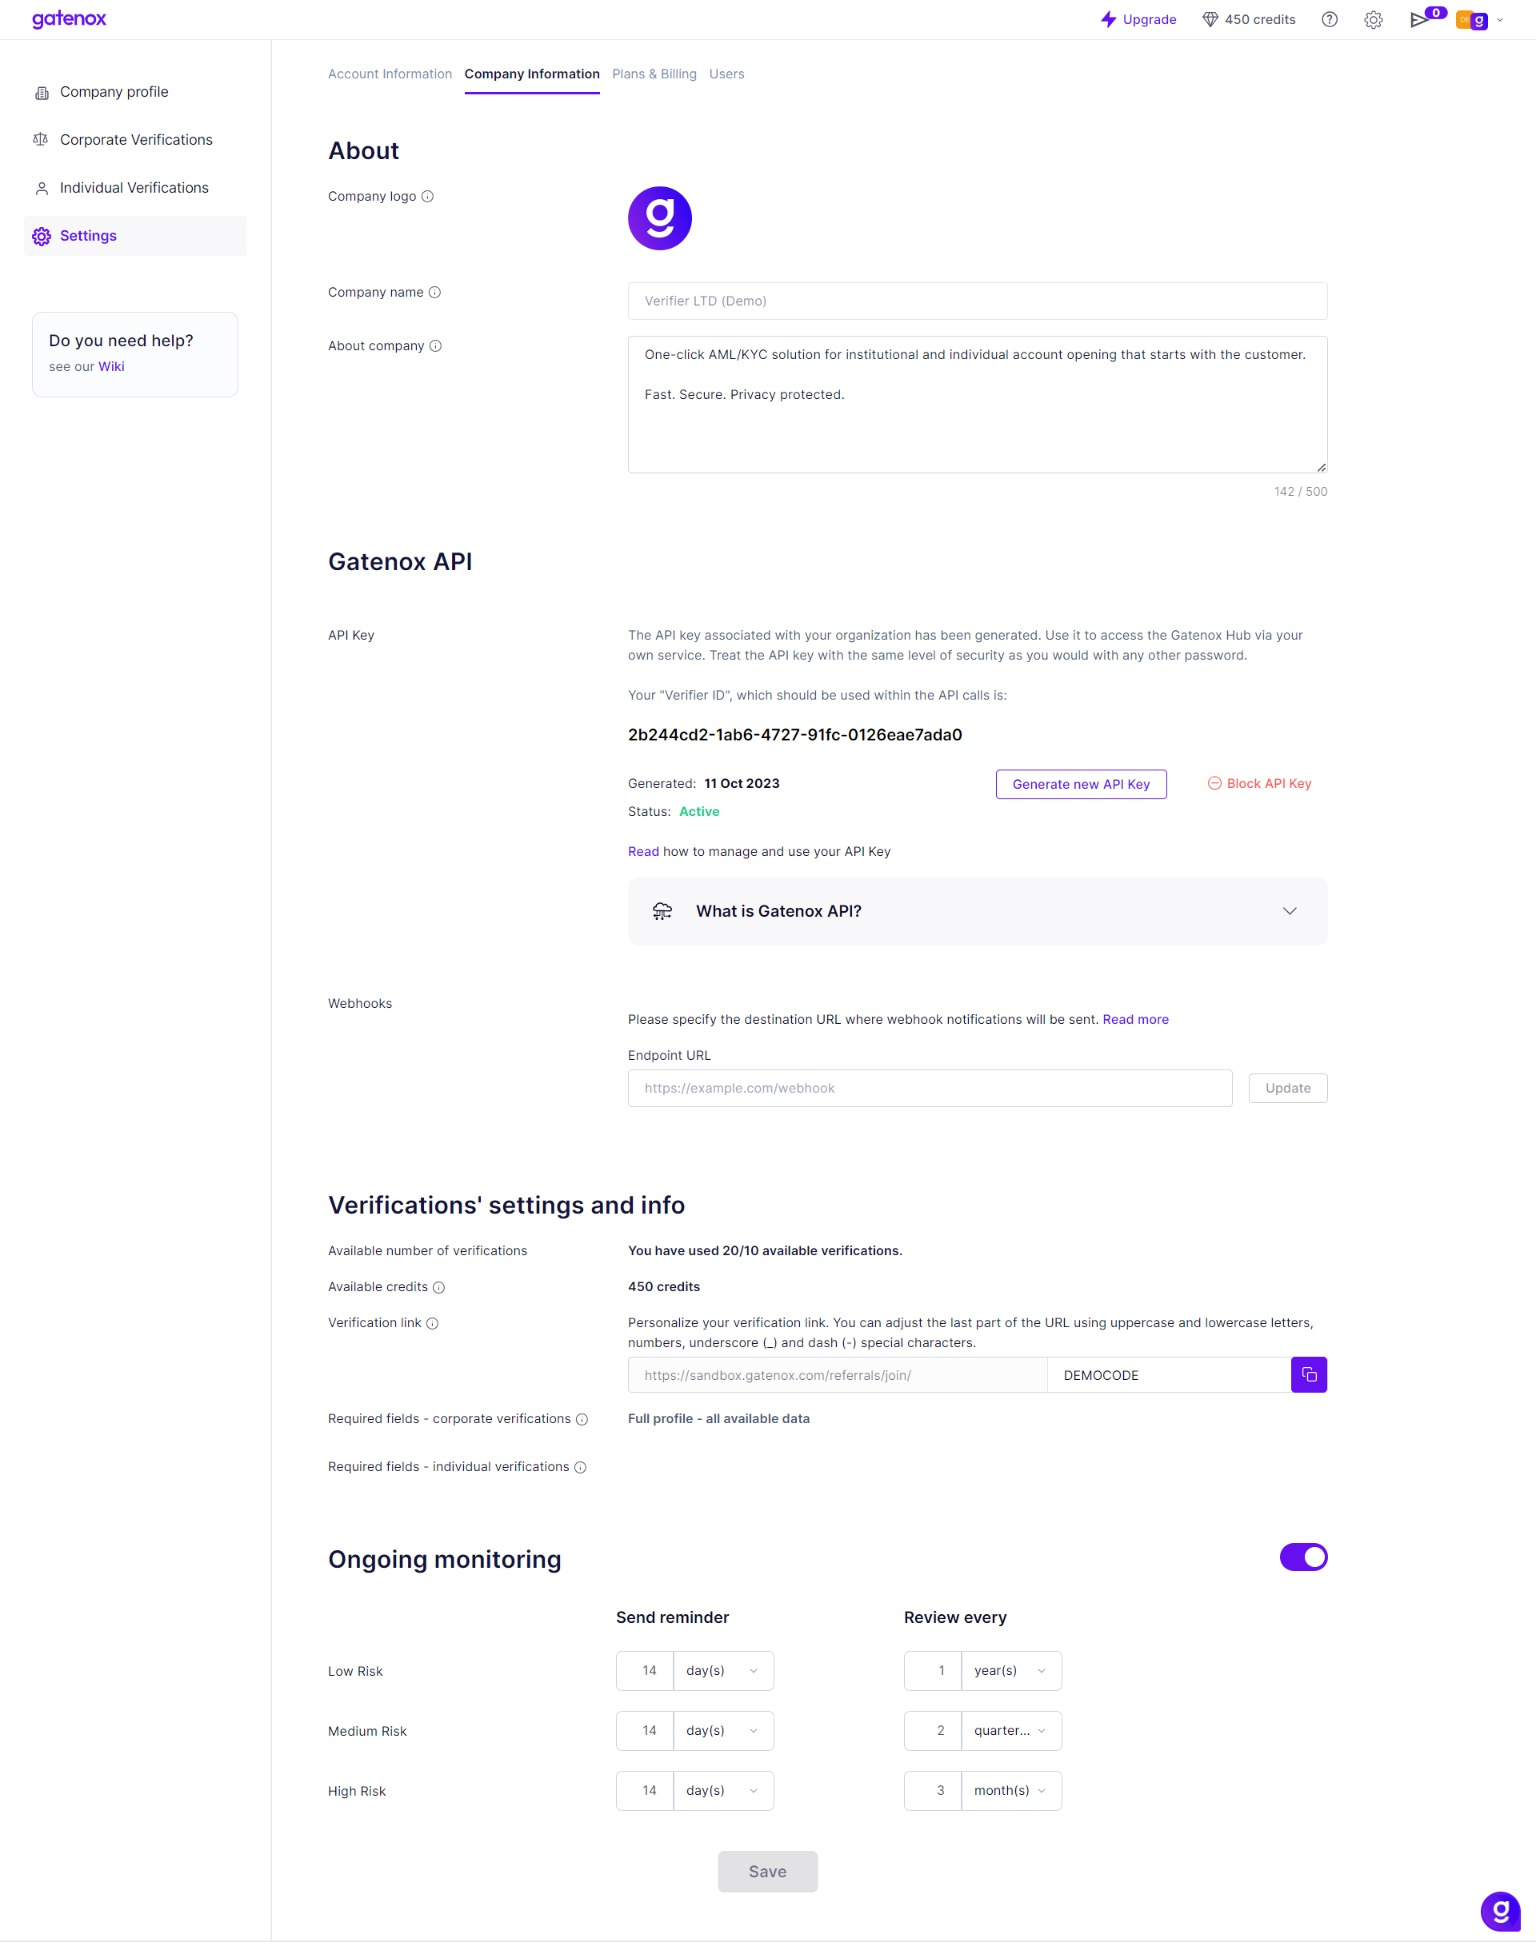 gatenox
Upgrade
450 credits
0
g
Company profile
Corporate Verifications
Individual Verifications
Settings
Do you need help?
see our Wiki
Account Information Company Information Plans & Billing Users
About
Company logo
g
Company name
Verifier LTD (Demo)
About company
One-click AML/KYC solution for institutional and individual account opening that starts with the customer.
Fast. Secure. Privacy protected.
142 / 500
Gatenox API
API Key
The API key associated with your organization has been generated. Use it to access the Gatenox Hub via your
own service. Treat the API key with the same level of security as you would with any other password.
Your "Verifier ID", which should be used within the API calls is:
2b244cd2-1ab6-4727-91fc-0126eae7ada0
Generated: 11 Oct 2023
Generate new API Key
Block API Key
Status: Active
Read how to manage and use your API Key
What is Gatenox API?
Webhooks
Please specify the destination URL where webhook notifications will be sent. Read more
Endpoint URL
https://example.com/webhook
Update
Verifications' settings and info
Available number of verifications
You have used 20/10 available verifications.
Available credits
450 credits
Verification link
Personalize your verification link. You can adjust the last part of the URL using uppercase and lowercase letters,
numbers, underscore (_) and dash (-) special characters.
https://sandbox.gatenox.com/referrals/join/
DEMOCODE
Required fields - corporate verifications
Full profile - all available data
Required fields - individual verifications
Ongoing monitoring
Send reminder
Review every
Low Risk
14 day(s)
1 year(s)
Medium Risk
14 day(s)
2 quarter...
High Risk
14 day(s)
3 month(s)
Save
g